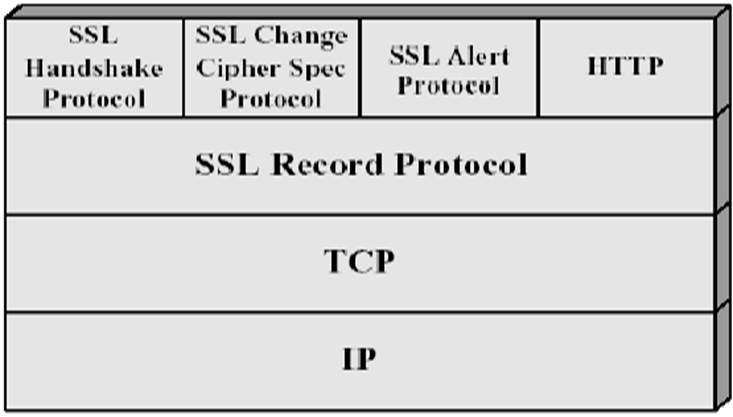 SSL
Handshake
Protocol
SSL Change
Cipher Spec
Protocol
SSL Alert
Protocol
HTTP
SSL Record Protocol
TCP
IP